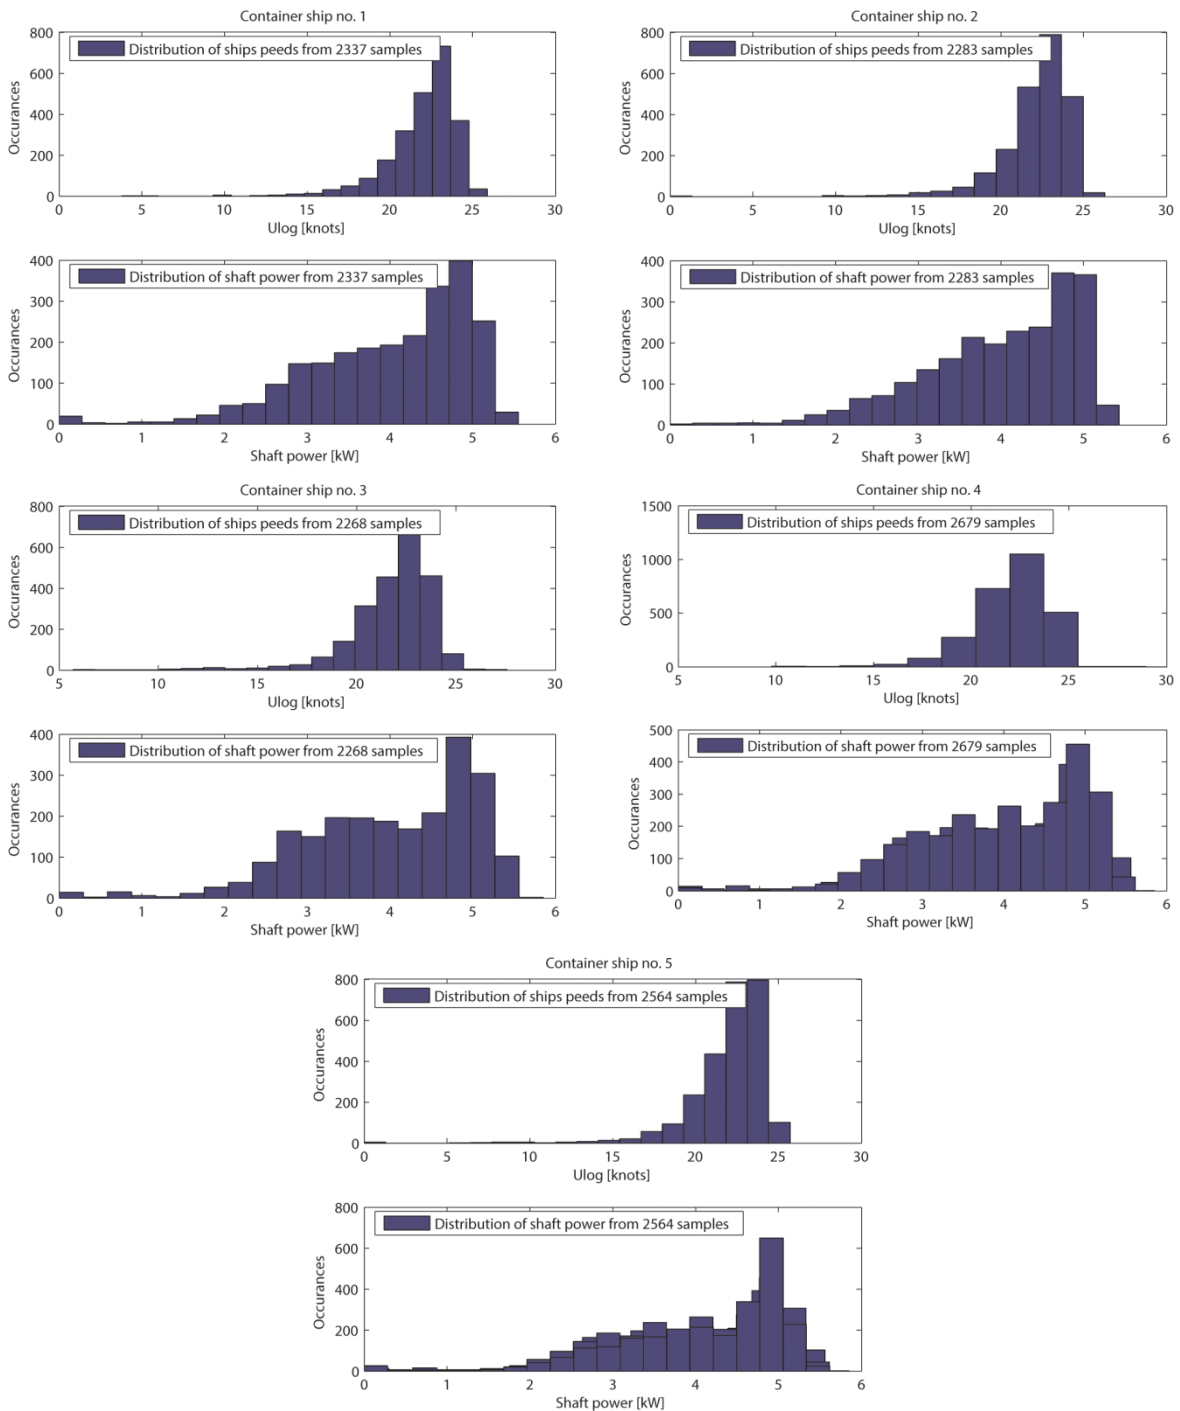 Container ship no. 1
Distribution of ships peeds from 2337 samples
800
600
400
200
0
Occurances
0 5 10 15 20 25 30
Ulog [knots]
Distribution of shaft power from 2337 samples
400
300
200
100
0
Occurances
0 1 2 3 4 5 6
Shaft power [kW]
Container ship no. 2
Distribution of ships peeds from 2283 samples
800
600
400
200
0
Occurances
0 5 10 15 20 25 30
Ulog [knots]
Distribution of shaft power from 2283 samples
400
300
200
100
0
Occurances
0 1 2 3 4 5 6
Shaft power [kW]
Container ship no. 3
Distribution of ships peeds from 2268 samples
800
600
400
200
0
Occurances
5 10 15 20 25 30
Ulog [knots]
Distribution of shaft power from 2268 samples
400
300
200
100
0
Occurances
0 1 2 3 4 5 6
Shaft power [kW]
Container ship no. 4
Distribution of ships peeds from 2679 samples
1500
1000
500
0
Occurances
5 10 15 20 25 30
Ulog [knots]
Distribution of shaft power from 2679 samples
500
400
300
200
100
0
Occurances
0 1 2 3 4 5 6
Shaft power [kW]
Container ship no. 5
Distribution of ships peeds from 2564 samples
800
600
400
200
0
Occurances
0 5 10 15 20 25 30
Ulog [knots]
Distribution of shaft power from 2564 samples
800
600
400
200
0
Occurances
0 1 2 3 4 5 6
Shaft power [kW]